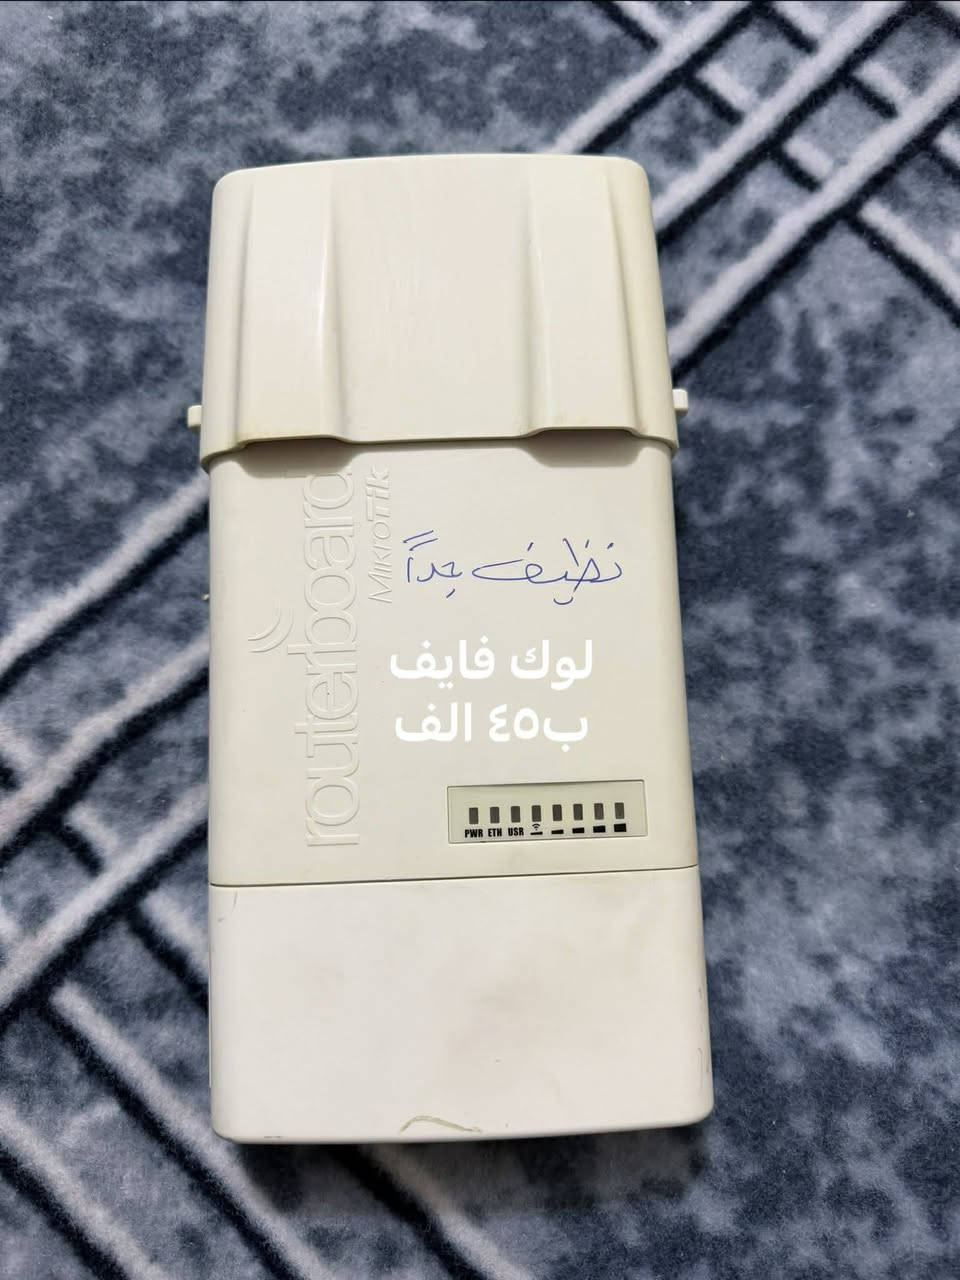 routerboard
MikroTik
نظيف جداً
لوك فايف
ب٤٥ الف
PWR ETH USR